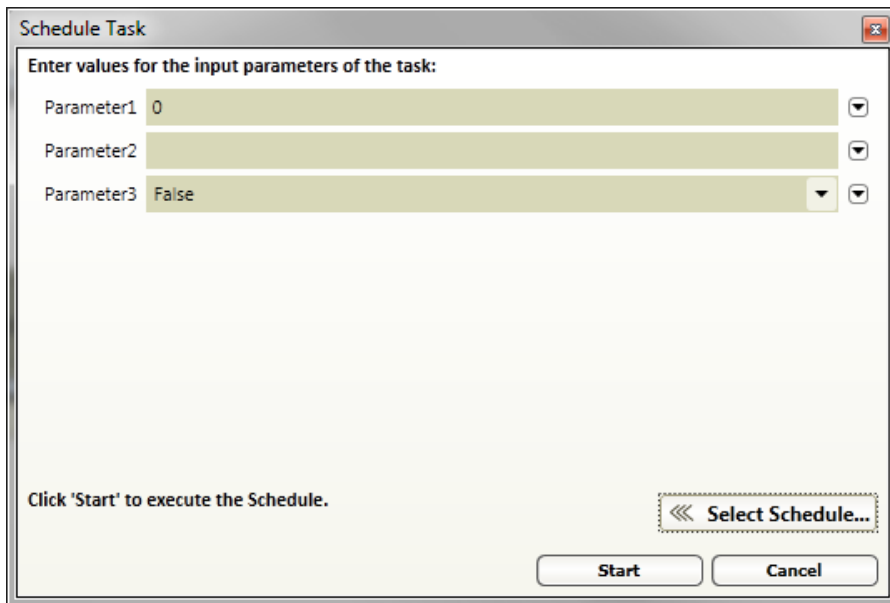 Schedule Task
Enter values for the input parameters of the task:
Parameter1 0
Parameter2
Parameter3 False
Click 'Start' to execute the Schedule.
Select Schedule...
Start Cancel